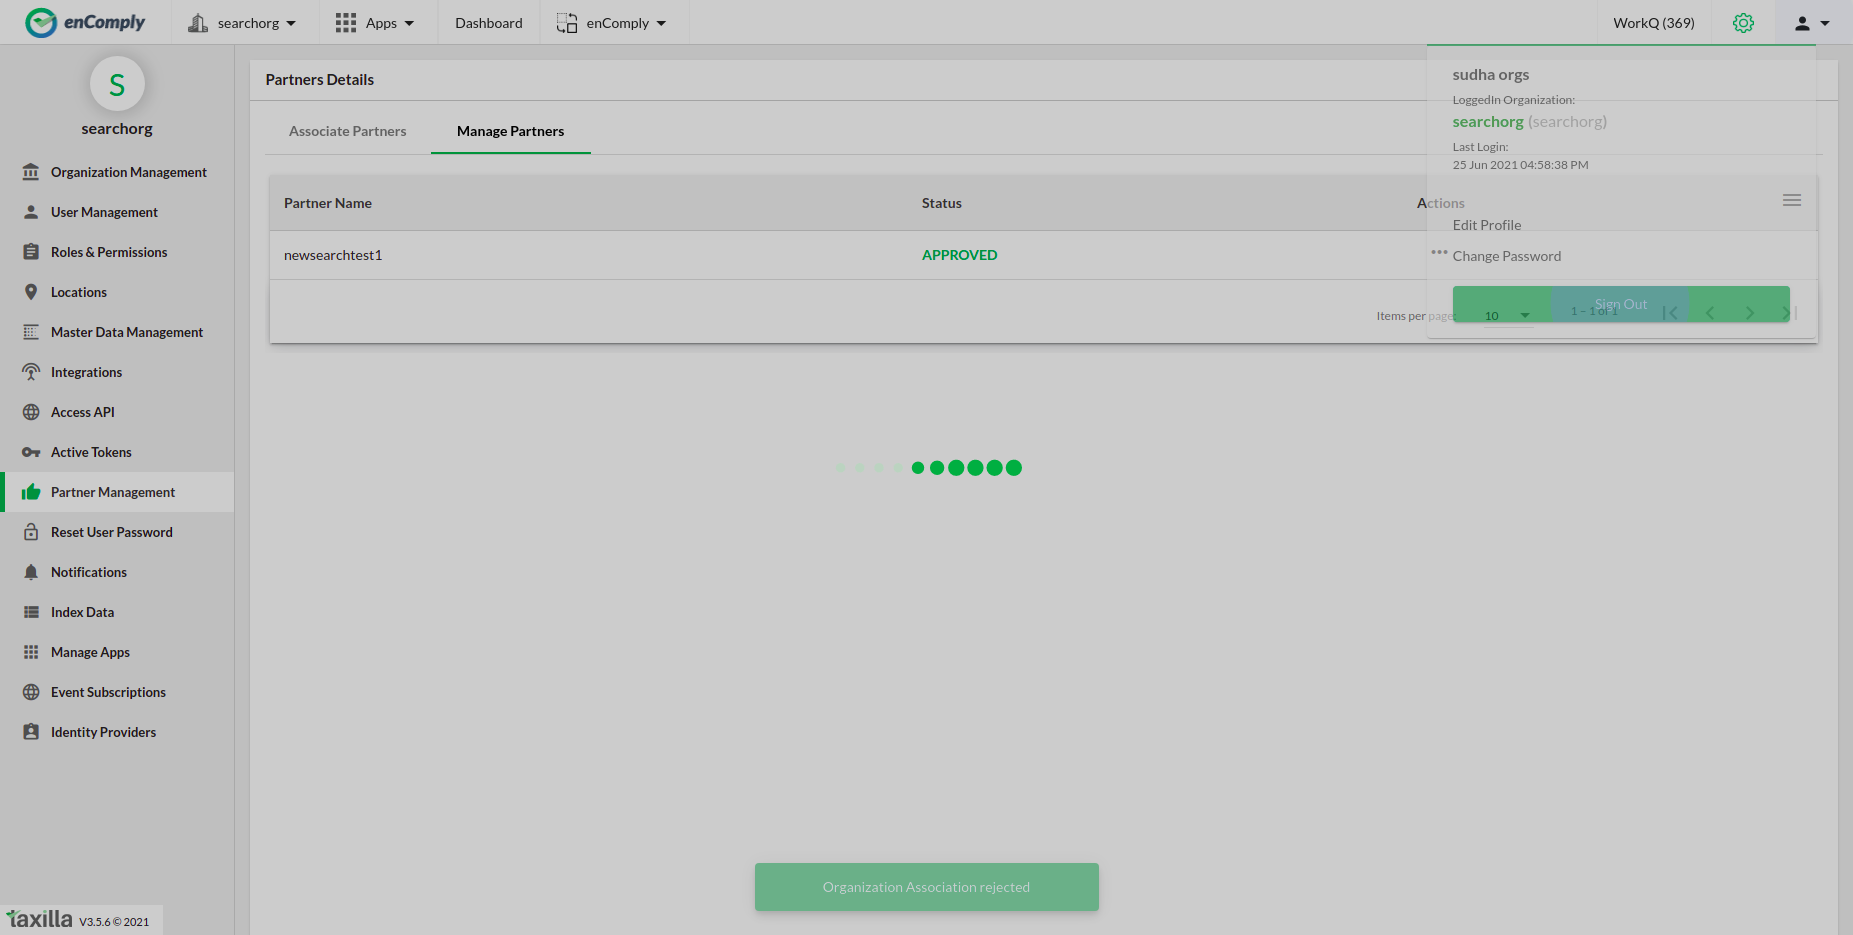 enComply
searchorg
Apps
Dashboard
enComply
WorkQ (369)
S
searchorg
Organization Management
User Management
Roles & Permissions
Locations
Master Data Management
Integrations
Access API
Active Tokens
Partner Management
Reset User Password
Notifications
Index Data
Manage Apps
Event Subscriptions
Identity Providers
taxilla V3.5.6 © 2021
Partners Details
Associate Partners
Manage Partners
Partner Name Status Actions
newsearchtest1 APPROVED
Items per page: 10 1 – 1 of 1
sudha orgs
LoggedIn Organization:
searchorg (searchorg)
Last Login:
25 Jun 2021 04:58:38 PM
Edit Profile
Change Password
Sign Out
Organization Association rejected